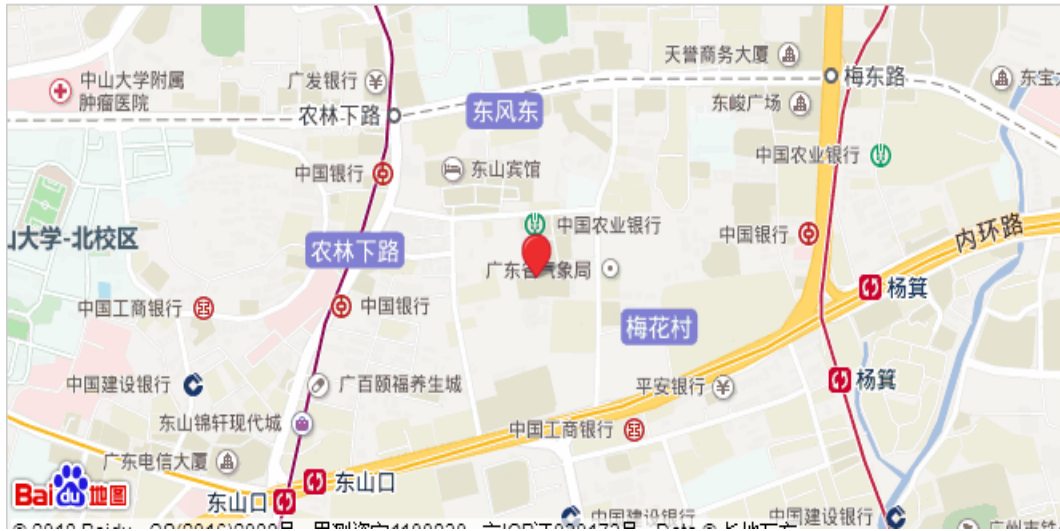 天誉商务大厦
梅东路
东宝
中山大学附属
肿瘤医院
广发银行
农林下路
东风东
东峻广场
中国农业银行
中国银行
东山宾馆
山大学-北校区
农林下路
中国农业银行
中国银行
内环路
广东省气象局
杨箕
中国工商银行
中国银行
梅花村
中国建设银行
广百颐福养生城
平安银行
杨箕
东山锦轩现代城
中国工商银行
广东电信大厦
东山口
东山口
Bai du 地图
中国建设银行
中国建设银行